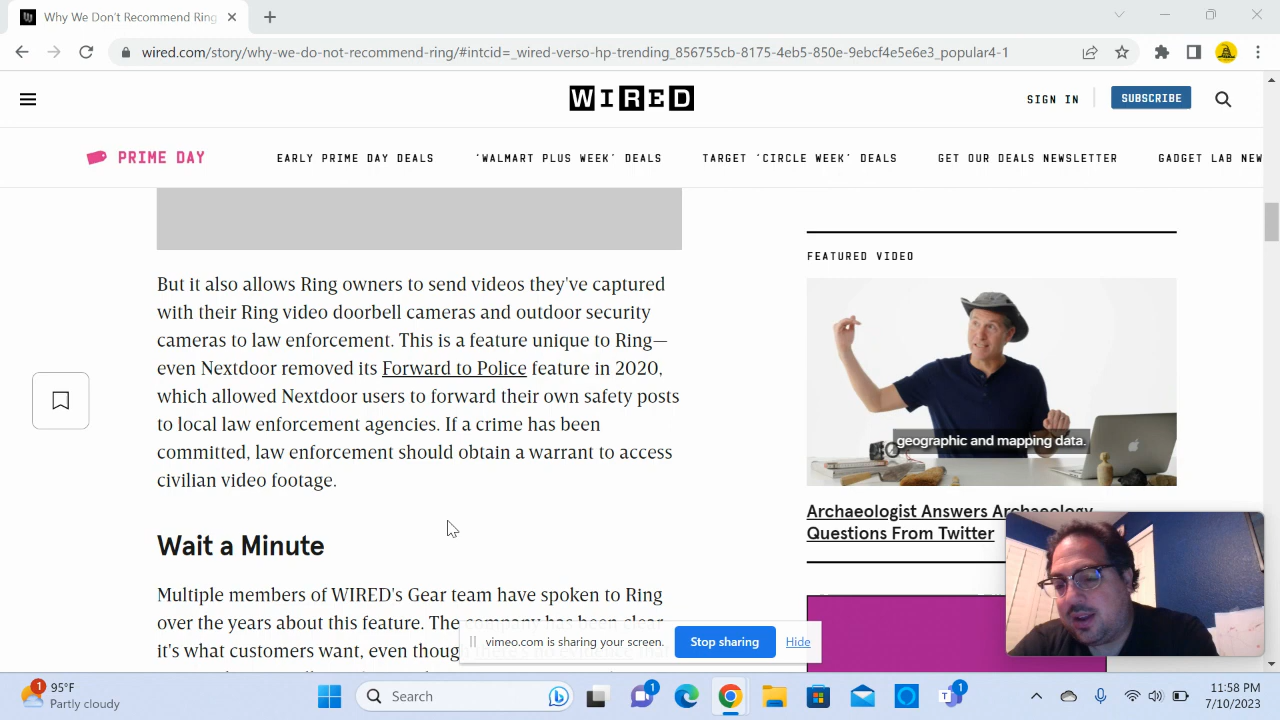 Why We Don't Recommend Ring
wired.com/story/why-we-do-not-recommend-ring/#intcid=_wired-verso-hp-trending_856755cb-8175-4eb5-850e-9ebcf4e5e6e3_popular4-1
WIRED
SIGN IN
SUBSCRIBE
PRIME DAY
EARLY PRIME DAY DEALS
'WALMART PLUS WEEK' DEALS
TARGET 'CIRCLE WEEK' DEALS
GET OUR DEALS NEWSLETTER
GADGET LAB NEW
But it also allows Ring owners to send videos they've captured
with their Ring video doorbell cameras and outdoor security
cameras to law enforcement. This is a feature unique to Ring—
even Nextdoor removed its Forward to Police feature in 2020,
which allowed Nextdoor users to forward their own safety posts
to local law enforcement agencies. If a crime has been
committed, law enforcement should obtain a warrant to access
civilian video footage.
Wait a Minute
Multiple members of WIRED's Gear team have spoken to Ring
over the years about this feature. The company has been clear
it's what customers want, even though
FEATURED VIDEO
geographic and mapping data.
Archaeologist Answers Archaeology
Questions From Twitter
vimeo.com is sharing your screen.
Stop sharing
Hide
1
95°F
Partly cloudy
Search
1
1
11:58 PM
7/10/2023